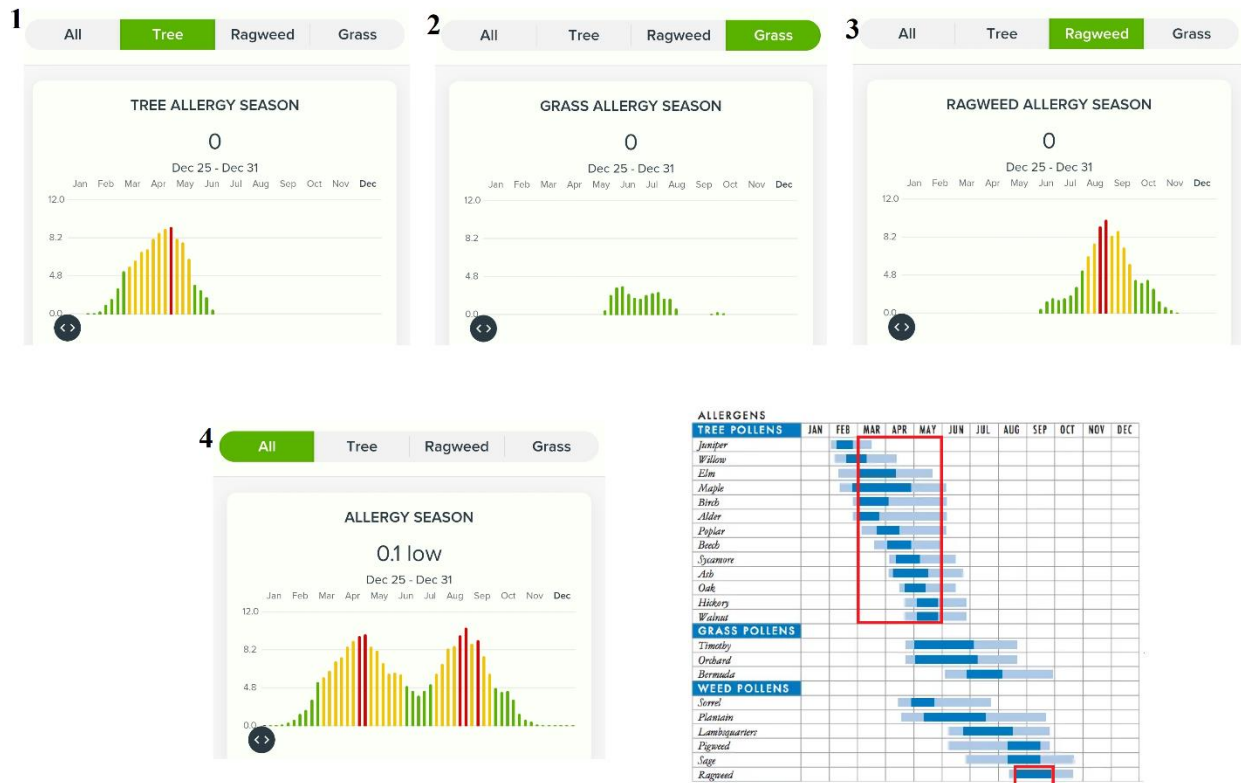 1
All Tree Ragweed Grass
TREE ALLERGY SEASON
0
Dec 25 - Dec 31
Jan Feb Mar Apr May Jun Jul Aug Sep Oct Nov Dec
12.0
8.2
4.8
0.0
2
All Tree Ragweed Grass
GRASS ALLERGY SEASON
0
Dec 25 - Dec 31
Jan Feb Mar Apr May Jun Jul Aug Sep Oct Nov Dec
12.0
8.2
4.8
0.0
3
All Tree Ragweed Grass
RAGWEED ALLERGY SEASON
0
Dec 25 - Dec 31
Jan Feb Mar Apr May Jun Jul Aug Sep Oct Nov Dec
12.0
8.2
4.8
0.0
4
All Tree Ragweed Grass
ALLERGY SEASON
0.1 low
Dec 25 - Dec 31
Jan Feb Mar Apr May Jun Jul Aug Sep Oct Nov Dec
12.0
8.2
4.8
0.0
ALLERGENS
TREE POLLENS JAN FEB MAR APR MAY JUN JUL AUG SEP OCT NOV DEC
Juniper
Willow
Elm
Maple
Birch
Alder
Poplar
Beech
Sycamore
Ash
Oak
Hickory
Walnut
GRASS POLLENS
Timothy
Orchard
Bermuda
WEED POLLENS
Sorrel
Plantain
Lambsquarters
Pigweed
Sage
Ragweed